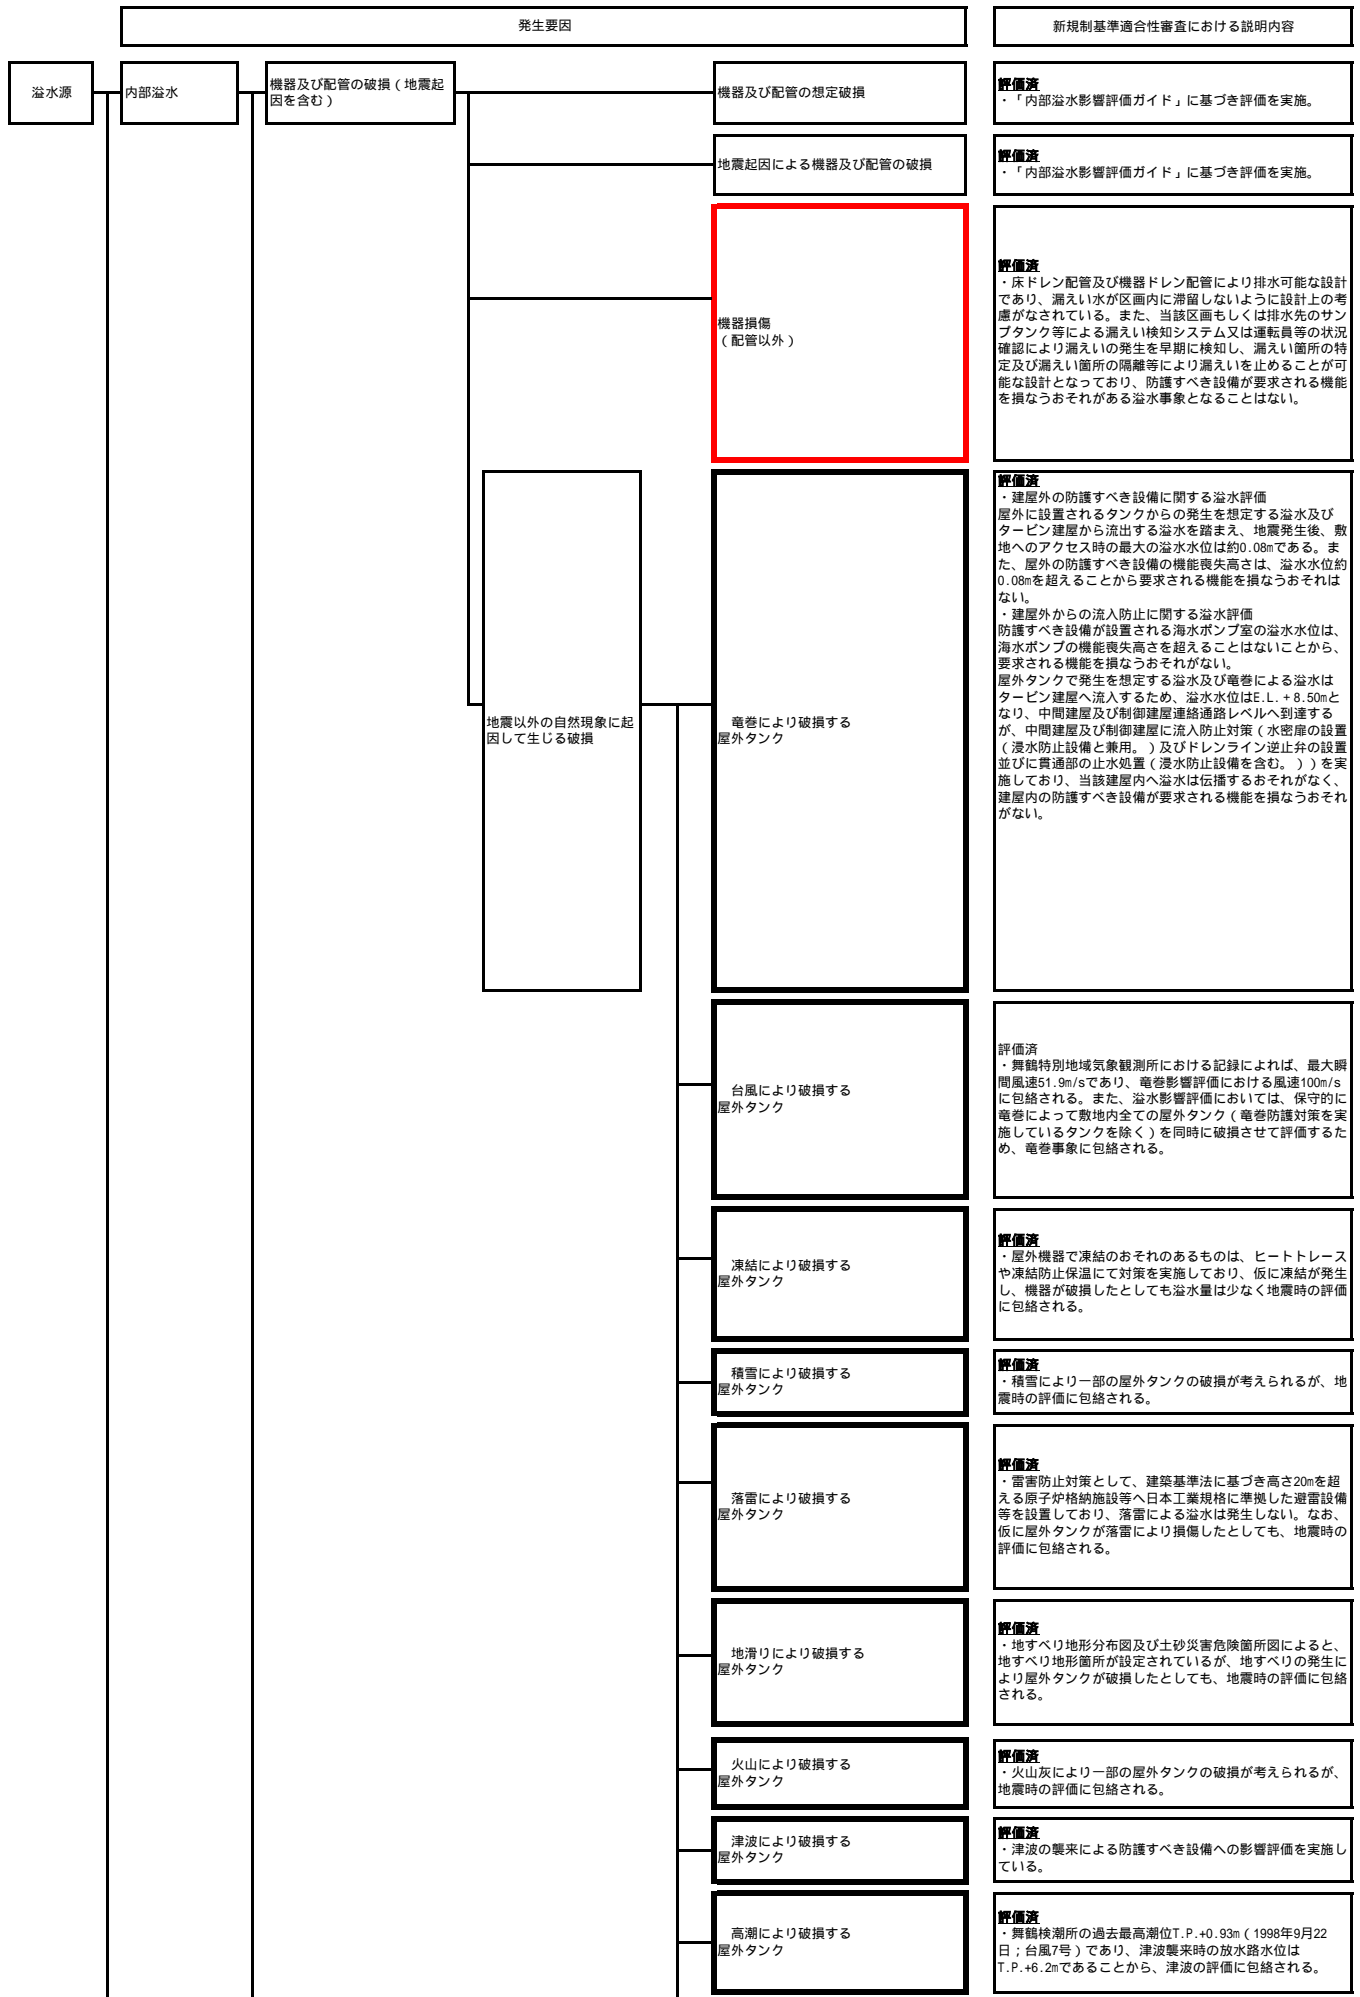 発生要因
新規制基準適合性審査における説明内容
溢水源
内部溢水
機器及び配管の破損（地震起
因を含む）
機器及び配管の想定破損
評価済
・「内部溢水影響評価ガイド」に基づき評価を実施。
地震起因による機器及び配管の破損
評価済
・「内部溢水影響評価ガイド」に基づき評価を実施。
機器損傷
（配管以外）
評価済
・床ドレン配管及び機器ドレン配管により排水可能な設計
であり、漏えい水が区画内に滞留しないように設計上の考
慮がなされている。また、当該区画もしくは排水先のサン
プタンク等による漏えい検知システム又は運転員等の状況
確認により漏えいの発生を早期に検知し、漏えい箇所の特
定及び漏えい箇所の隔離等により漏えいを止めることが可
能な設計となっており、防護すべき設備が要求される機能
を損なうおそれがある溢水事象となることはない。
地震以外の自然現象に起
因して生じる破損
竜巻により破損する
屋外タンク
評価済
・建屋外の防護すべき設備に関する溢水評価
屋外に設置されるタンクからの発生を想定する溢水及び
タービン建屋から流出する溢水を踏まえ、地震発生後、敷
地へのアクセス時の最大の溢水水位は約0.08mである。ま
た、屋外の防護すべき設備の機能喪失高さは、溢水水位約
0.08mを超えることから要求される機能を損なうおそれは
ない。
・建屋外からの流入防止に関する溢水評価
防護すべき設備が設置される海水ポンプ室の溢水水位は、
海水ポンプの機能喪失高さを超えることはないことから、
要求される機能を損なうおそれがない。
屋外タンクで発生を想定する溢水及び竜巻による溢水は
タービン建屋へ流入するため、溢水水位はE.L.+8.50mと
なり、中間建屋及び制御建屋連絡通路レベルへ到達する
が、中間建屋及び制御建屋に流入防止対策（水密扉の設置
（浸水防止設備と兼用。）及びドレンライン逆止弁の設置
並びに貫通部の止水処置（浸水防止設備を含む。））を実
施しており、当該建屋内へ溢水は伝播するおそれがなく、
建屋内の防護すべき設備が要求される機能を損なうおそれ
がない。
台風により破損する
屋外タンク
評価済
・舞鶴特別地域気象観測所における記録によれば、最大瞬
間風速51.9m/sであり、竜巻影響評価における風速100m/s
に包絡される。また、溢水影響評価においては、保守的に
竜巻によって敷地内全ての屋外タンク（竜巻防護対策を実
施しているタンクを除く）を同時に破損させて評価するた
め、竜巻事象に包絡される。
凍結により破損する
屋外タンク
評価済
・屋外機器で凍結のおそれのあるものは、ヒートトレース
や凍結防止保温にて対策を実施しており、仮に凍結が発生
し、機器が破損したとしても溢水量は少なく地震時の評価
に包絡される。
積雪により破損する
屋外タンク
評価済
・積雪により一部の屋外タンクの破損が考えられるが、地
震時の評価に包絡される。
落雷により破損する
屋外タンク
評価済
・雷害防止対策として、建築基準法に基づき高さ20mを超
える原子炉格納施設等へ日本工業規格に準拠した避雷設備
等を設置しており、落雷による溢水は発生しない。なお、
仮に屋外タンクが落雷により損傷したとしても、地震時の
評価に包絡される。
地滑りにより破損する
屋外タンク
評価済
・地すべり地形分布図及び土砂災害危険箇所図によると、
地すべり地形箇所が設定されているが、地すべりの発生に
より屋外タンクが破損したとしても、地震時の評価に包絡
される。
火山により破損する
屋外タンク
評価済
・火山灰により一部の屋外タンクの破損が考えられるが、
地震時の評価に包絡される。
津波により破損する
屋外タンク
評価済
・津波の襲来による防護すべき設備への影響評価を実施し
ている。
高潮により破損する
屋外タンク
評価済
・舞鶴検潮所の過去最高潮位T.P.+0.93m（1998年9月22
日；台風7号）であり、津波襲来時の放水路水位は
T.P.+6.2mであることから、津波の評価に包絡される。